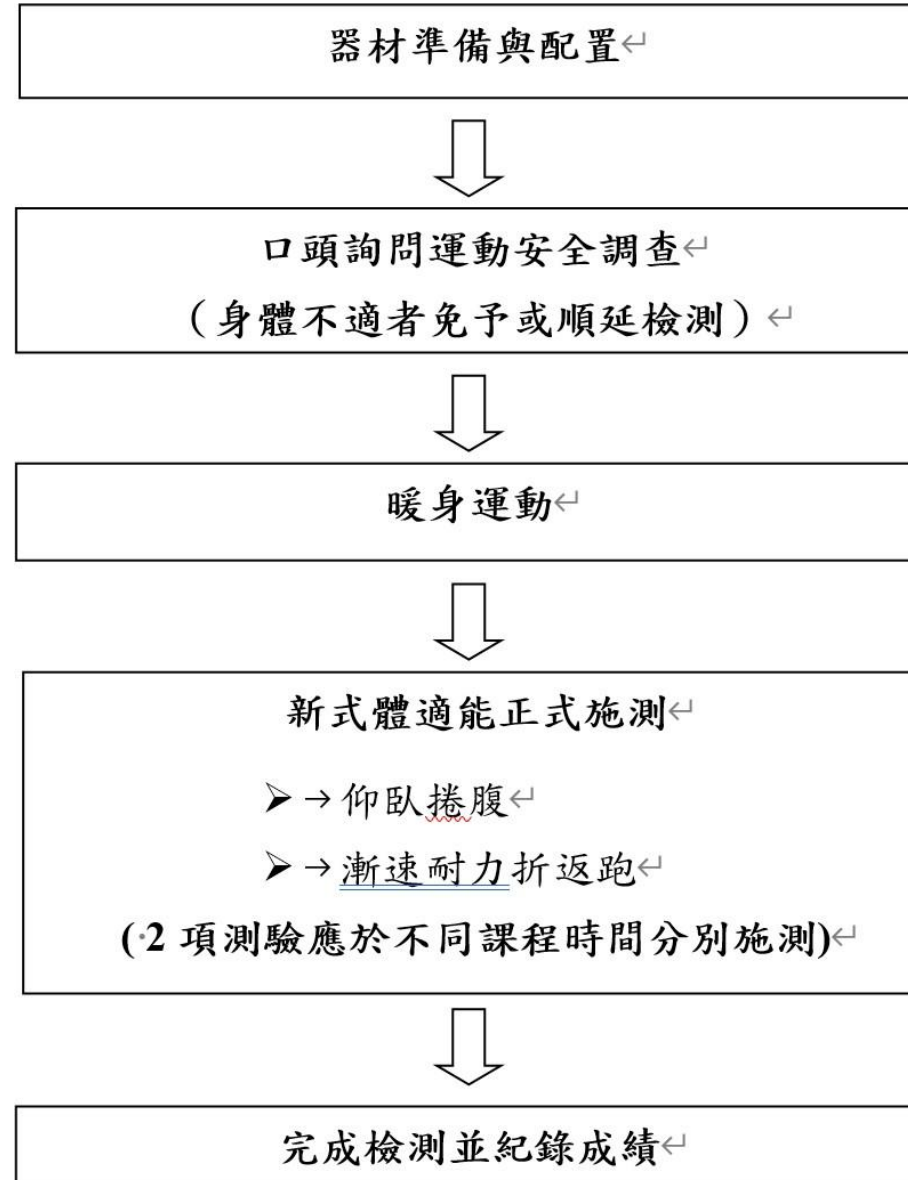 器材準備與配置
口頭詢問運動安全調查
（身體不適者免予或順延檢測）
暖身運動
新式體適能正式施測
➢→仰臥捲腹
➢→漸速耐力折返跑
(·2 項測驗應於不同課程時間分別施測)
完成檢測並紀錄成績